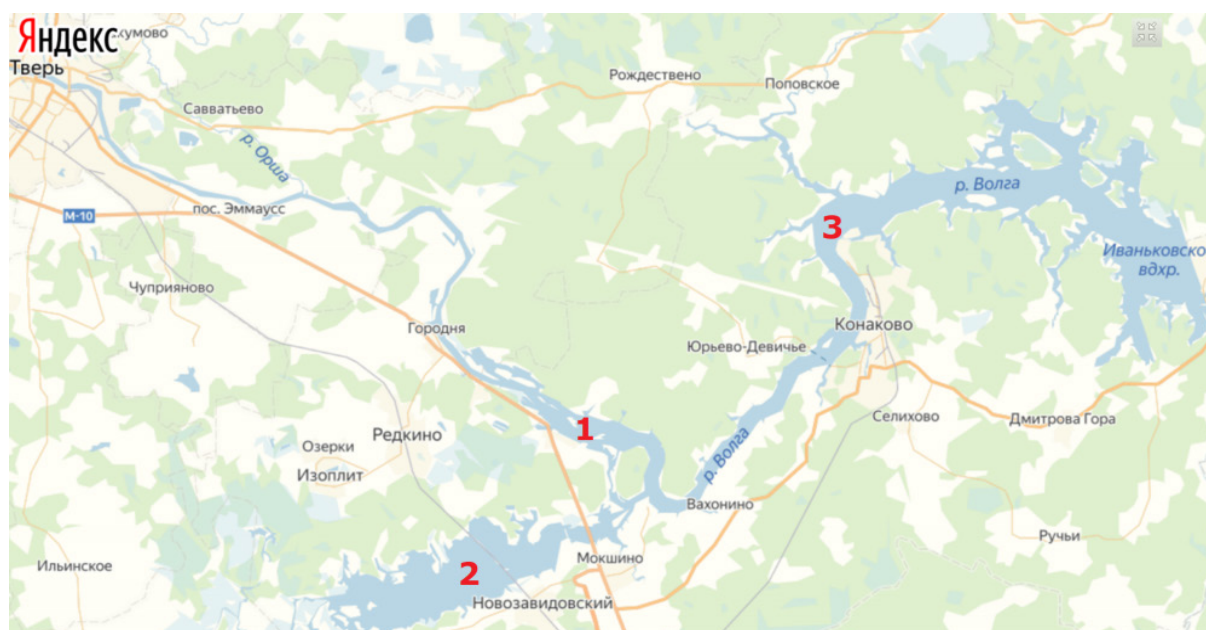 Яндекс
Тверь
Рождествено
Поповское
Савватьево
р. Орша
р. Волга
М-10
пос. Эммаусс
3
Иваньковско
вдхр.
Чуприяново
Городня
Конаково
Юрьево-Девичье
1
Селихово
Дмитрова Гора
Редкино
Озерки
р. Волга
Изоплит
Вахонино
Ручьи
Мокшино
Ильинское
2
Новозавидовский